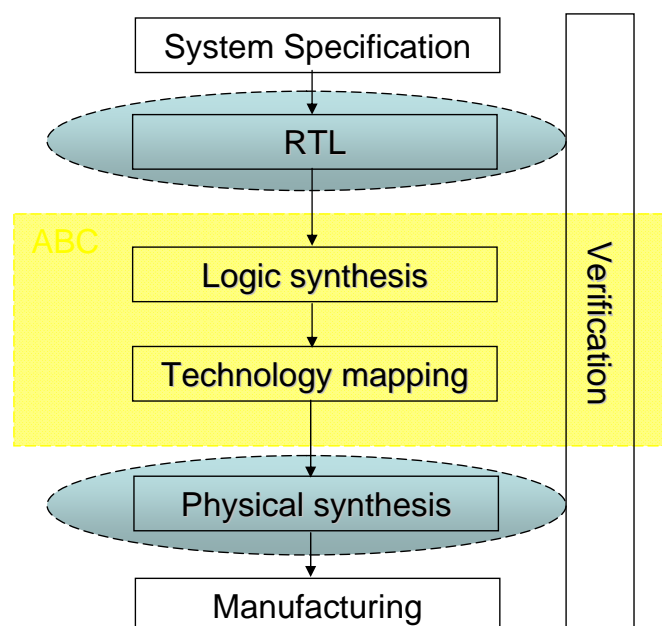 System Specification
RTL
ABC
Logic synthesis
Technology mapping
Physical synthesis
Manufacturing
Verification